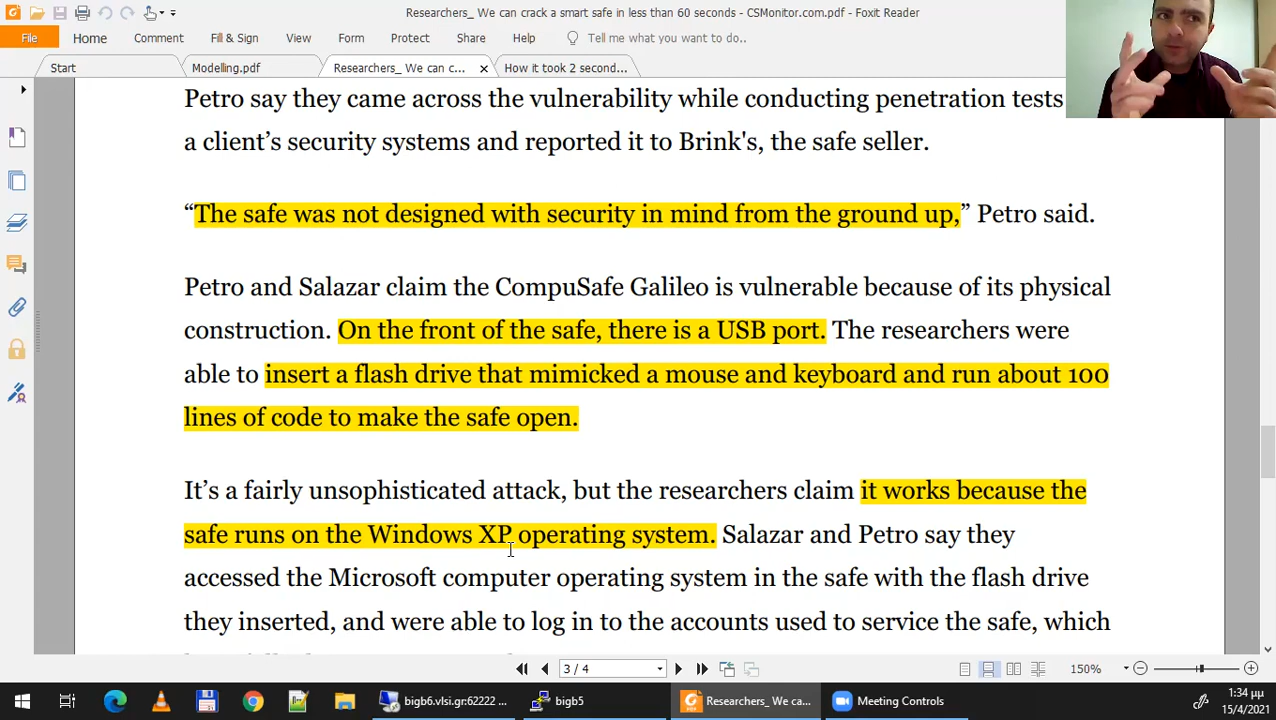 Researchers_ We can crack a smart safe in less than 60 seconds - CSMonitor.com.pdf - Foxit Reader
File Home Comment Fill & Sign View Form Protect Share Help Tell me what you want to do..
Start Modelling.pdf Researchers_ We can c... × How it took 2 second...
Petro say they came across the vulnerability while conducting penetration tests
a client’s security systems and reported it to Brink's, the safe seller.
“The safe was not designed with security in mind from the ground up,” Petro said.
Petro and Salazar claim the CompuSafe Galileo is vulnerable because of its physical
construction. On the front of the safe, there is a USB port. The researchers were
able to insert a flash drive that mimicked a mouse and keyboard and run about 100
lines of code to make the safe open.
It’s a fairly unsophisticated attack, but the researchers claim it works because the
safe runs on the Windows XP operating system. Salazar and Petro say they
accessed the Microsoft computer operating system in the safe with the flash drive
they inserted, and were able to log in to the accounts used to service the safe, which
3 / 4 150%
bigb6.vlsi.gr:62222 ... bigb5 Researchers_ We ca... Meeting Controls 1:34 μμ
15/4/2021